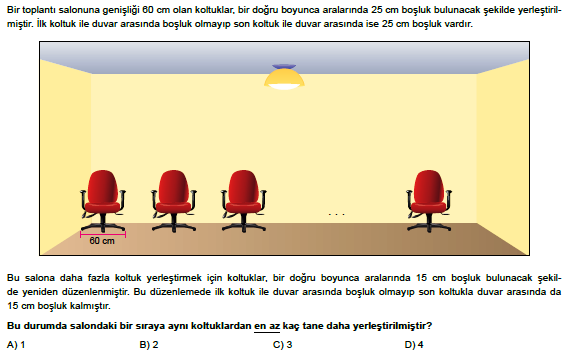 Bir toplantı salonuna genişliği 60 cm olan koltuklar, bir doğru boyunca aralarında 25 cm boşluk bulunacak şekilde yerleştiril-
miştir. İlk koltuk ile duvar arasında boşluk olmayıp son koltuk ile duvar arasında ise 25 cm boşluk vardır.
. . .
60 cm
Bu salona daha fazla koltuk yerleştirmek için koltuklar, bir doğru boyunca aralarında 15 cm boşluk bulunacak şekil-
de yeniden düzenlenmiştir. Bu düzenlemede ilk koltuk ile duvar arasında boşluk olmayıp son koltukla duvar arasında da
15 cm boşluk kalmıştır.
Bu durumda salondaki bir sıraya aynı koltuklardan en az kaç tane daha yerleştirilmiştir?
A) 1 B) 2 C) 3 D) 4